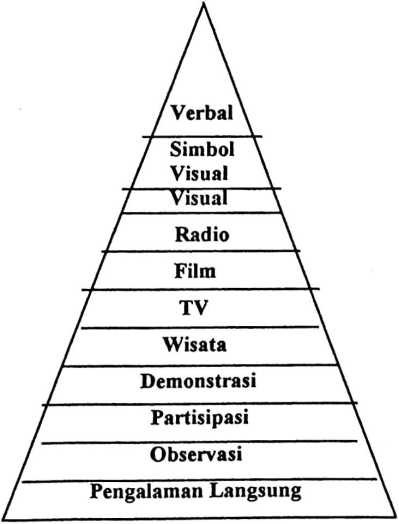 Verbal
Simbol
Visual
Visual
Radio
Film
TV
Wisata
Demonstrasi
Partisipasi
Observasi
Pengalaman Langsung